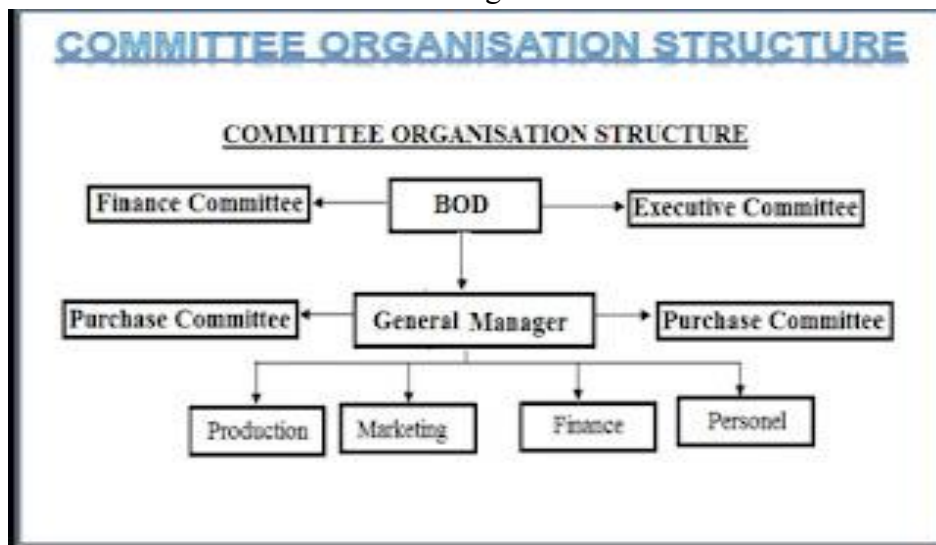 COMMITTEE ORGANISATION STRUCTURE
COMMITTEE ORGANISATION STRUCTURE
Finance Committee
BOD
Executive Committee
Purchase Committee
General Manager
Purchase Committee
Production
Marketing
Finance
Personel